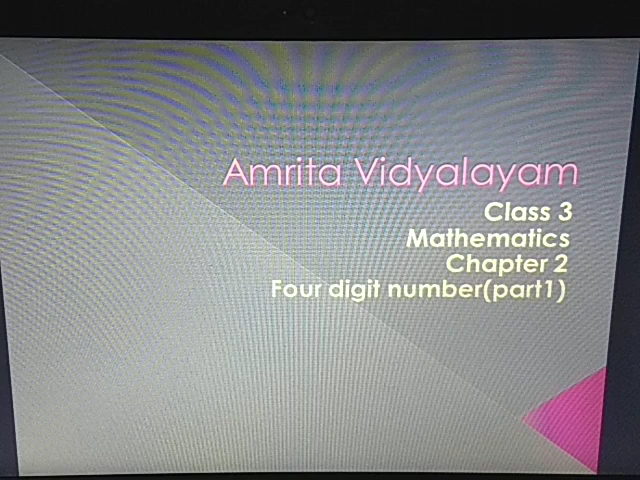 Amrita Vidyalayam
Class 3
Mathematics
Chapter 2
Four digit number(part1)